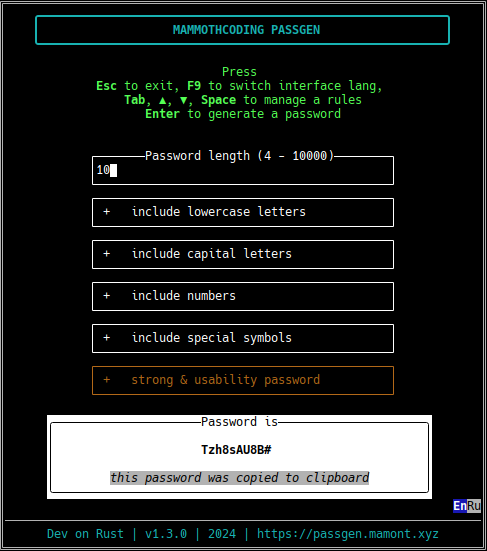 MAMMOTHCODING PASSGEN
Press
Esc to exit, F9 to switch interface lang,
Tab, ▲, ▼, Space to manage a rules
Enter to generate a password
Password length (4 - 10000)
10
+ include lowercase letters
+ include capital letters
+ include numbers
+ include special symbols
+ strong & usability password
Password is
Tzh8sAU8B#
this password was copied to clipboard
EnRu
Dev on Rust | v1.3.0 | 2024 | https://passgen.mamont.xyz